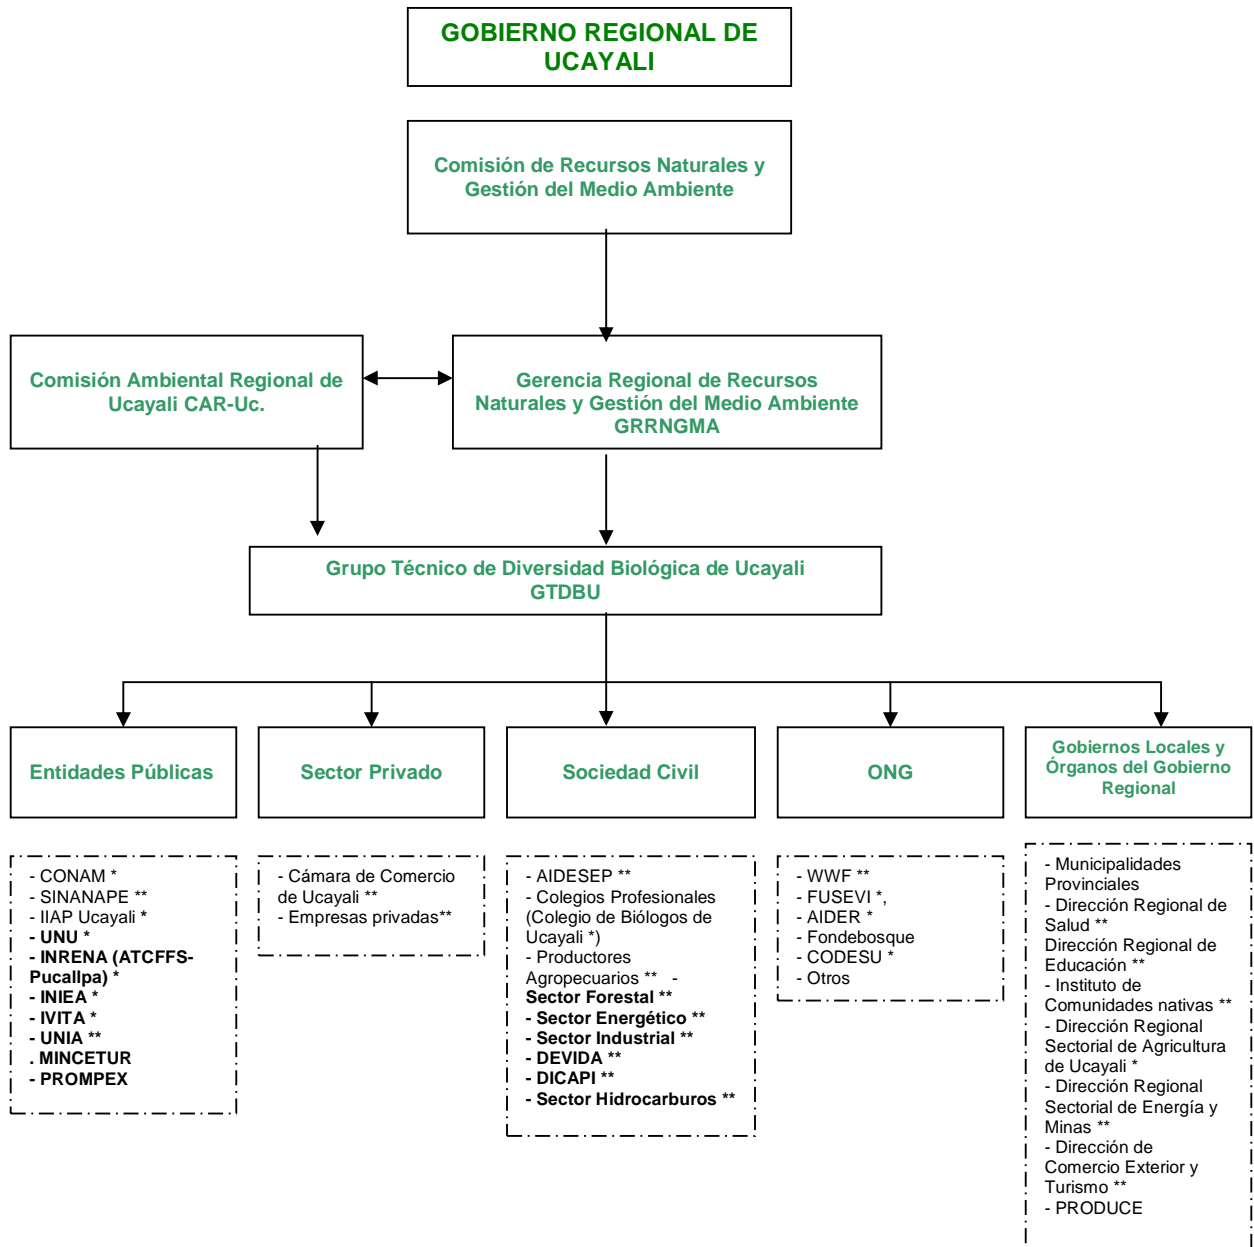 GOBIERNO REGIONAL DE
UCAYALI
Comisión de Recursos Naturales y
Gestión del Medio Ambiente
Comisión Ambiental Regional de
Ucayali CAR-Uc.
Gerencia Regional de Recursos
Naturales y Gestión del Medio Ambiente
GRRNGMA
Grupo Técnico de Diversidad Biológica de Ucayali
GTDBU
Entidades Públicas
Sector Privado
Sociedad Civil
ONG
Gobiernos Locales y
Órganos del Gobierno
Regional
- CONAM *
- SINANAPE **
- IIAP Ucayali *
- UNU *
- INRENA (ATCFFS-
Pucallpa) *
- INIEA *
- IVITA *
- UNIA **
. MINCETUR
- PROMPEX
- Cámara de Comercio
de Ucayali **
- Empresas privadas**
- AIDESEP **
- Colegios Profesionales
(Colegio de Biólogos de
Ucayali *)
- Productores
Agropecuarios ** -
Sector Forestal **
- Sector Energético **
- Sector Industrial **
- DEVIDA **
- DICAPI **
- Sector Hidrocarburos **
- WWF **
- FUSEVI *,
- AIDER *
- Fondebosque
- CODESU *
- Otros
- Municipalidades
Provinciales
- Dirección Regional de
Salud **
Dirección Regional de
Educación **
- Instituto de
Comunidades nativas **
- Dirección Regional
Sectorial de Agricultura
de Ucayali *
- Dirección Regional
Sectorial de Energía y
Minas **
- Dirección de
Comercio Exterior y
Turismo **
- PRODUCE